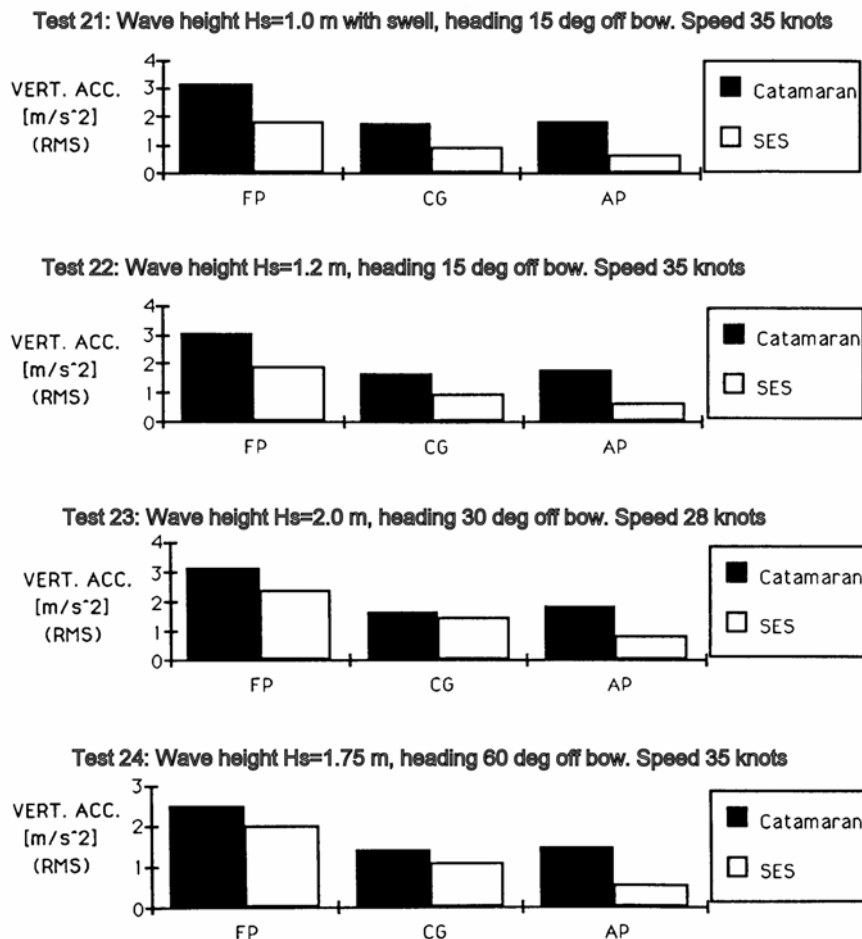 Test 21: Wave height Hs=1.0 m with swell, heading 15 deg off bow. Speed 35 knots
VERT. ACC.
[m/s^2]
(RMS)
4
3
2
1
0
FP
CG
AP
Catamaran
SES
Test 22: Wave height Hs=1.2 m, heading 15 deg off bow. Speed 35 knots
VERT. ACC.
[m/s^2]
(RMS)
4
3
2
1
0
FP
CG
AP
Catamaran
SES
Test 23: Wave height Hs=2.0 m, heading 30 deg off bow. Speed 28 knots
VERT. ACC.
[m/s^2]
(RMS)
4
3
2
1
0
FP
CG
AP
Catamaran
SES
Test 24: Wave height Hs=1.75 m, heading 60 deg off bow. Speed 35 knots
VERT. ACC.
[m/s^2]
(RMS)
3
2
1
0
FP
CG
AP
Catamaran
SES